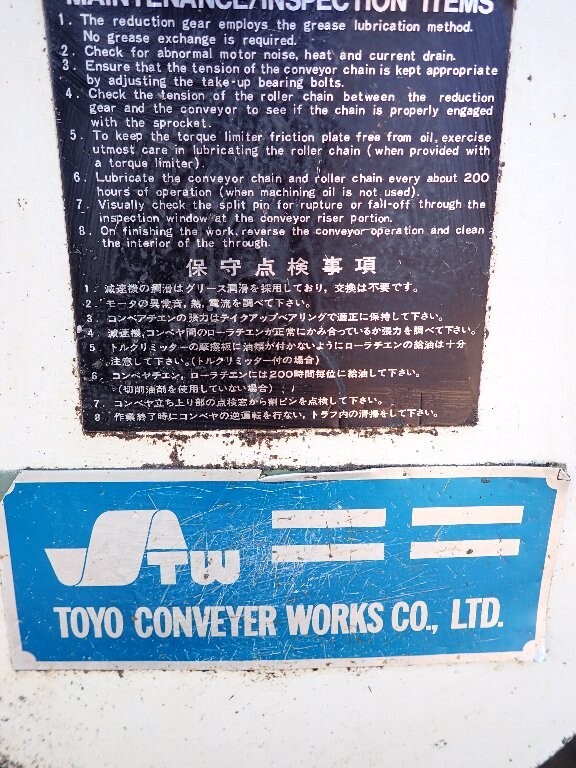 MAINTENANCE/INSPECTION ITEMS
1. The reduction gear employs the grease lubrication method.
No grease exchange is required.
2. Check for abnormal motor noise, heat and current drain.
3. Ensure that the tension of the conveyor chain is kept appropriate
by adjusting the take-up bearing bolts.
4. Check the tension of the roller chain between the reduction
gear and the conveyor to see if the chain is properly engaged
with the sprocket.
5. To keep the torque limiter friction plate free from oil, exercise
utmost care in lubricating the roller chain (when provided with
a torque limiter).
6. Lubricate the conveyor chain and roller chain every about 200
hours of operation (when machining oil is not used).
7. Visually check the split pin for rupture or fall-off through the
inspection window at the conveyor riser portion.
8. On finishing the work, reverse the conveyor operation and clean
the interior of the through.
保守点検事項
1. 減速機の潤滑はグリース潤滑を採用しており，交換は不要です。
2. モータの異常音，熱，電流を調べて下さい。
3. コンベアチエンの張力はテイクアップベアリングで適正に保持して下さい。
4 減速機，コンベヤ間のローラチエンが正常にかみ合っているか張力を調べて下さい。
5 トルクリミッターの摩擦板に油類が付かないようにローラチエンの給油は十分
注意して下さい。(トルクリミッター付の場合)
6. コンベヤチエン，ローラチエンには200時間毎位に給油して下さい。
(切削油剤を使用していない場合)
7. コンベヤ立ち上り部の点検窓から割ピンを点検して下さい。
8. 作業終了時にコンベヤの逆運転を行ない，トラフ内の清掃をして下さい。
TW
TOYO CONVEYER WORKS CO., LTD.